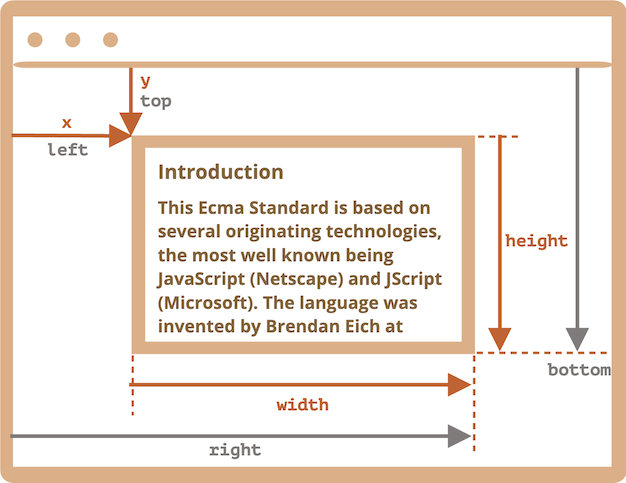 y
top
x
left
Introduction
This Ecma Standard is based on
several originating technologies,
the most well known being
JavaScript (Netscape) and JScript
(Microsoft). The language was
invented by Brendan Eich at
height
bottom
width
right